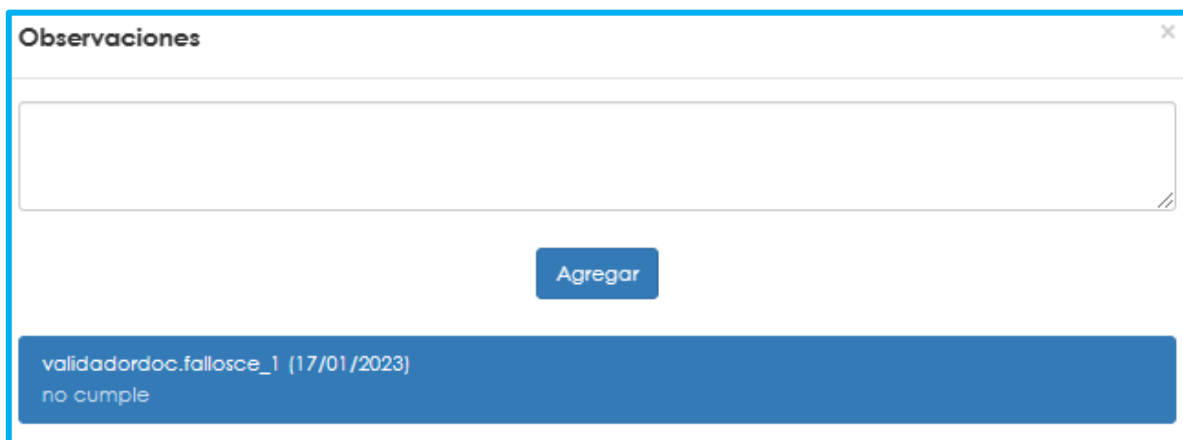 Observaciones
×
Agregar
validadordoc.fallosce_1 (17/01/2023)
no cumple